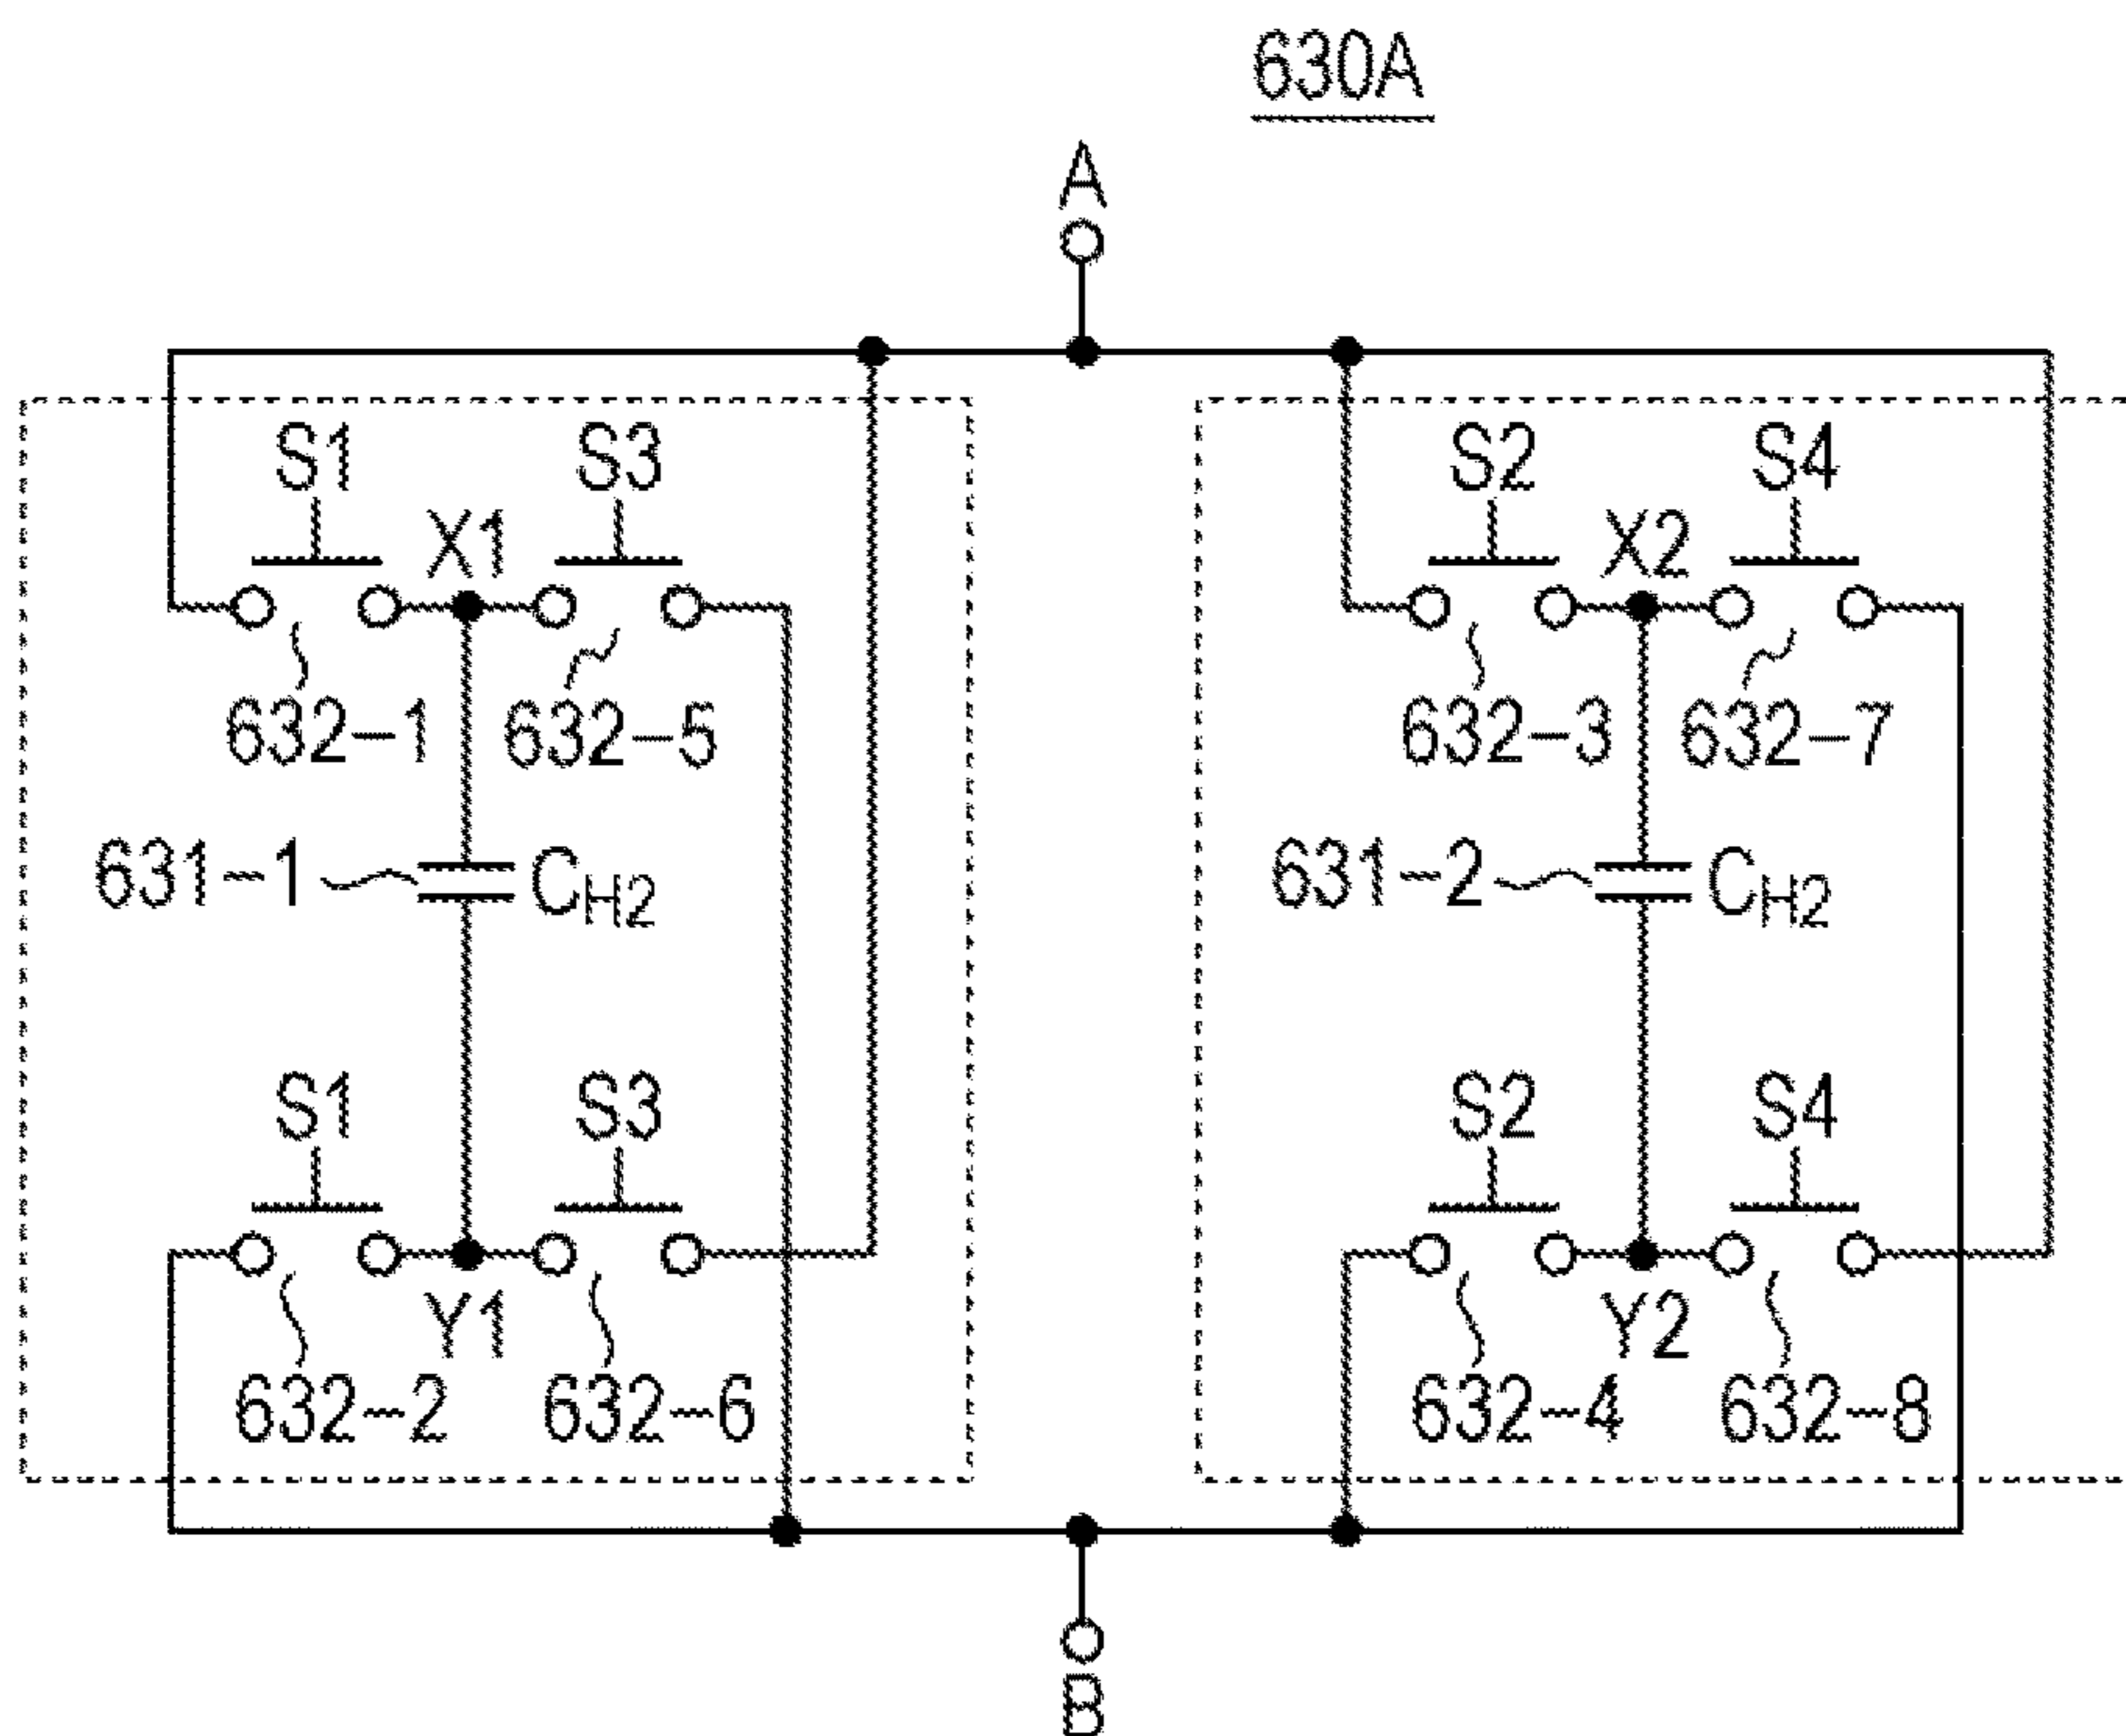 630A
A
S1 S3 S2 S4
X1 X2
632-1 632-5 632-3 632-7
631-1 CH2 631-2 CH2
S1 S3 S2 S4
Y1 Y2
632-2 632-6 632-4 632-8
B